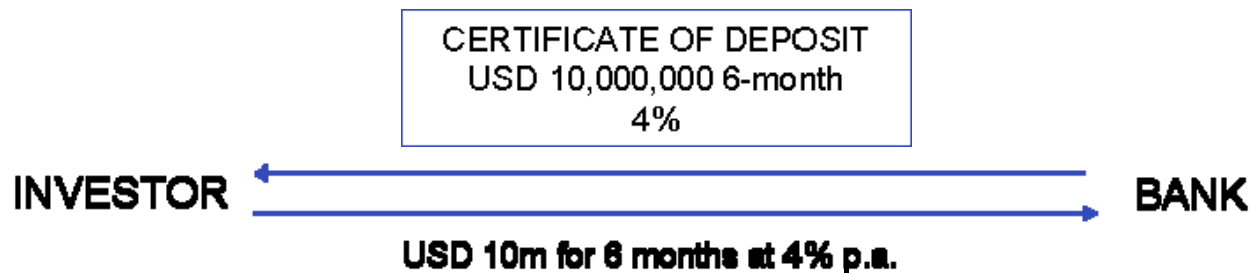 CERTIFICATE OF DEPOSIT
USD 10,000,000 6-month
4%
INVESTOR
BANK
USD 10m for 6 months at 4% p.a.